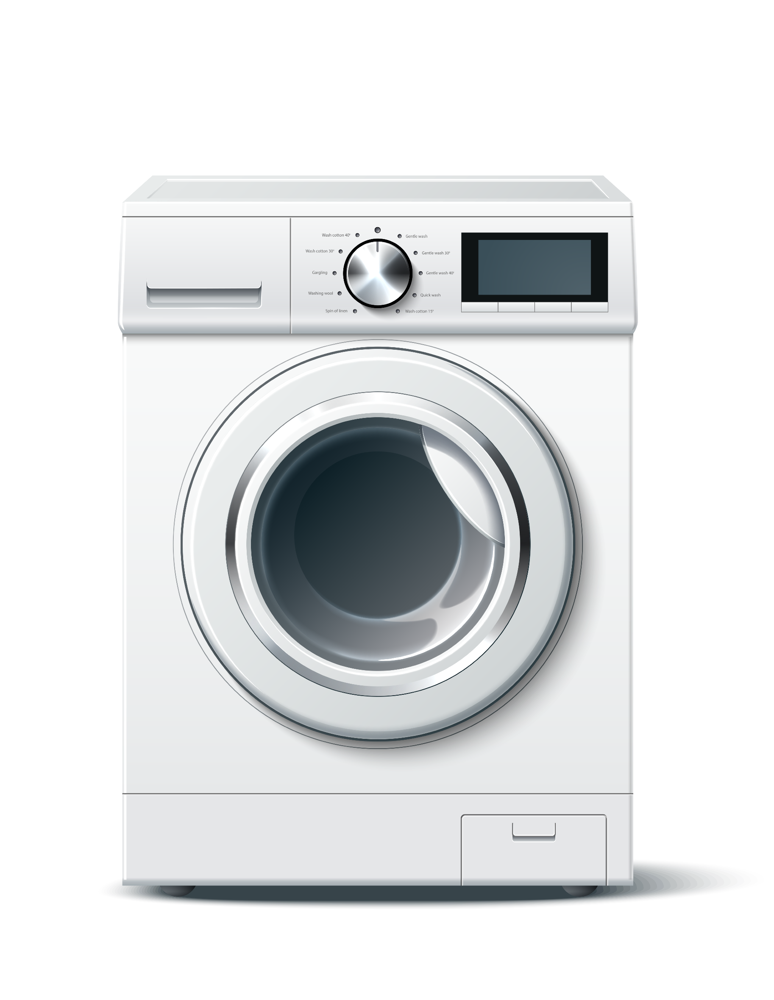 Wash cotton 40°
Gentle wash
Wash cotton 30°
Gentle wash 30°
Gargling
Gentle wash 40°
Washing wool
Quick wash
Spin of linen
Wash cotton 15°